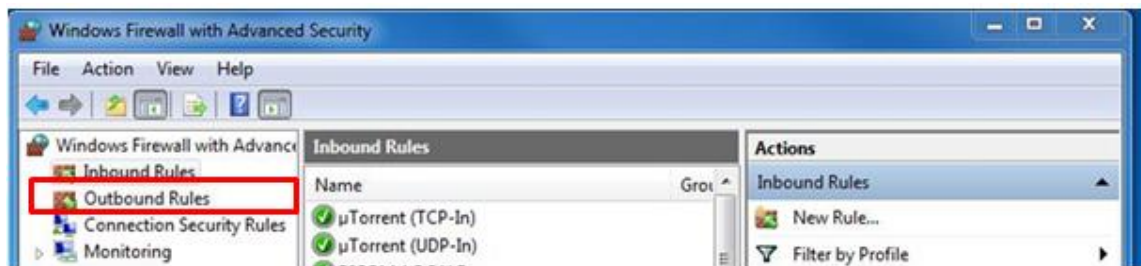 Windows Firewall with Advanced Security
File Action View Help
Windows Firewall with Advance
Inbound Rules
Outbound Rules
Connection Security Rules
Monitoring
Inbound Rules
Name Grou
µTorrent (TCP-In)
µTorrent (UDP-In)
Actions
Inbound Rules
New Rule...
Filter by Profile